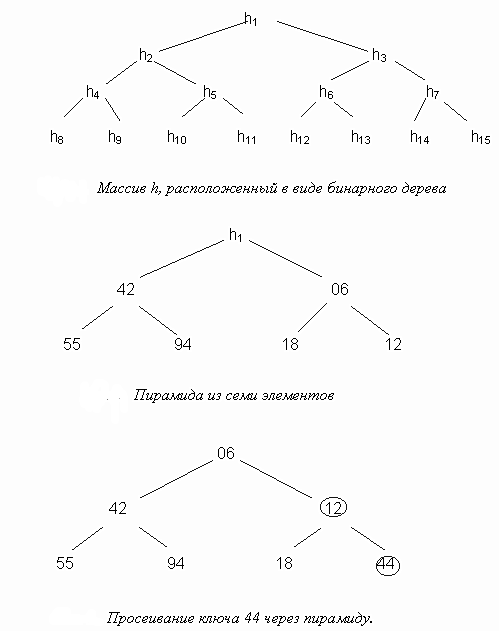 h1
h2 h3
h4 h5 h6 h7
h8 h9 h10 h11 h12 h13 h14 h15
Массив h, расположенный в виде бинарного дерева
h1
42 06
55 94 18 12
Пирамида из семи элементов
06
42 12
55 94 18 44
Просеивание ключа 44 через пирамиду.